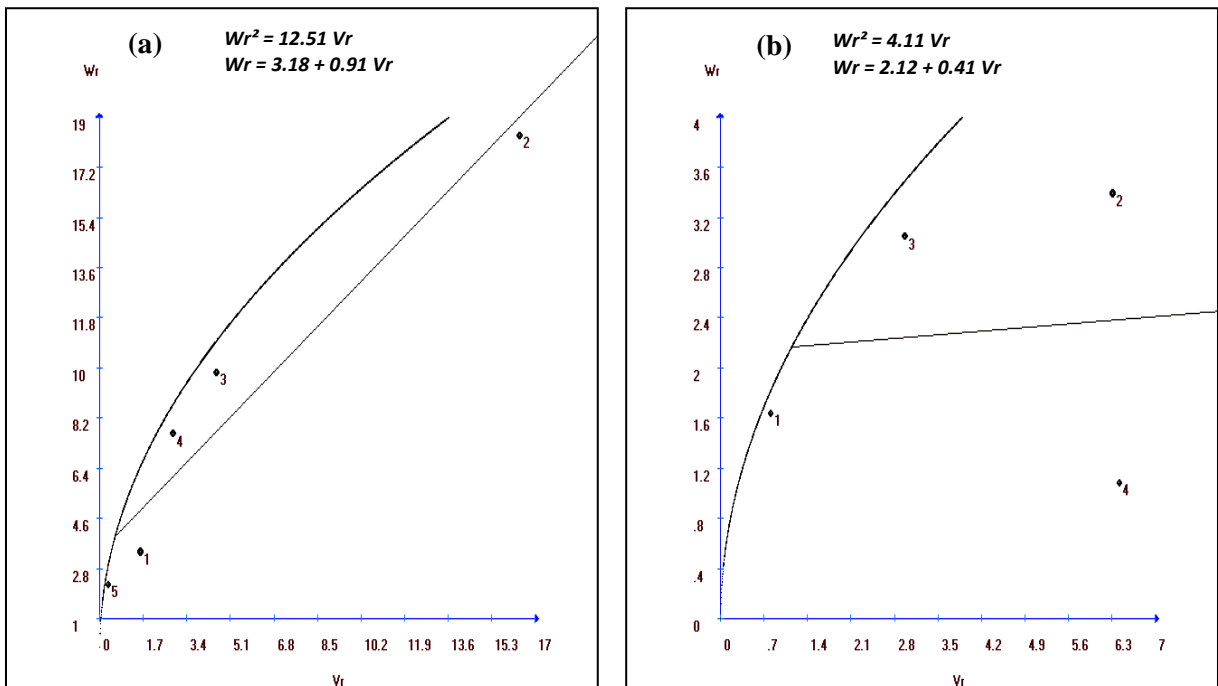 (a)
Wr² = 12.51 Vr
Wr = 3.18 + 0.91 Vr
Wr
19
17.2
15.4
13.6
11.8
10
8.2
6.4
4.6
2.8
1
2
3
4
1
5
.0 1.7 3.4 5.1 6.8 8.5 10.2 11.9 13.6 15.3 17
Vr
(b)
Wr² = 4.11 Vr
Wr = 2.12 + 0.41 Vr
Wr
4
3.6
3.2
2.8
2.4
2
1.6
1.2
.8
.4
0
2
3
1
4
0 .7 1.4 2.1 2.8 3.5 4.2 4.9 5.6 6.3 7
Vr